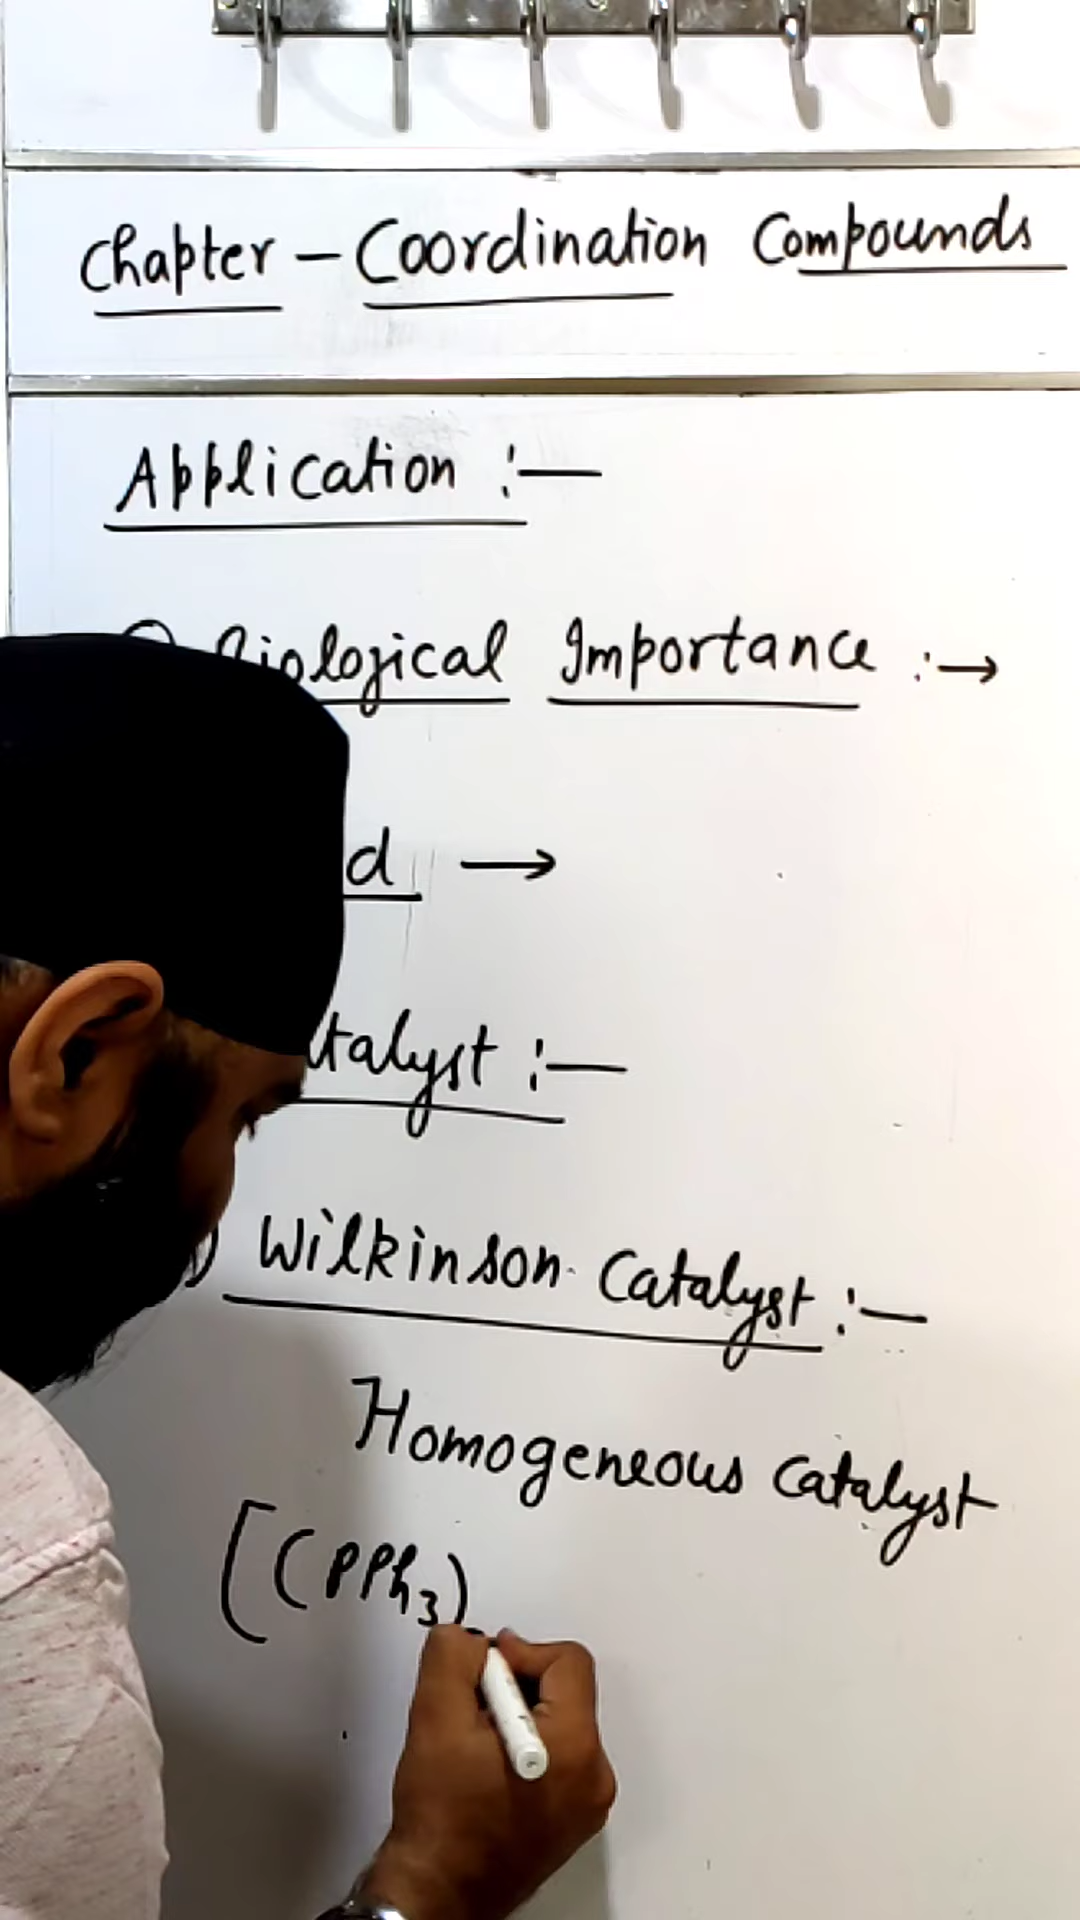 Chapter – Coordination Compounds
Application :–
Biological Importance :→
d →
talyst :–
) Wilkinson Catalyst :–
Homogeneous Catalyst
[(PPh3)